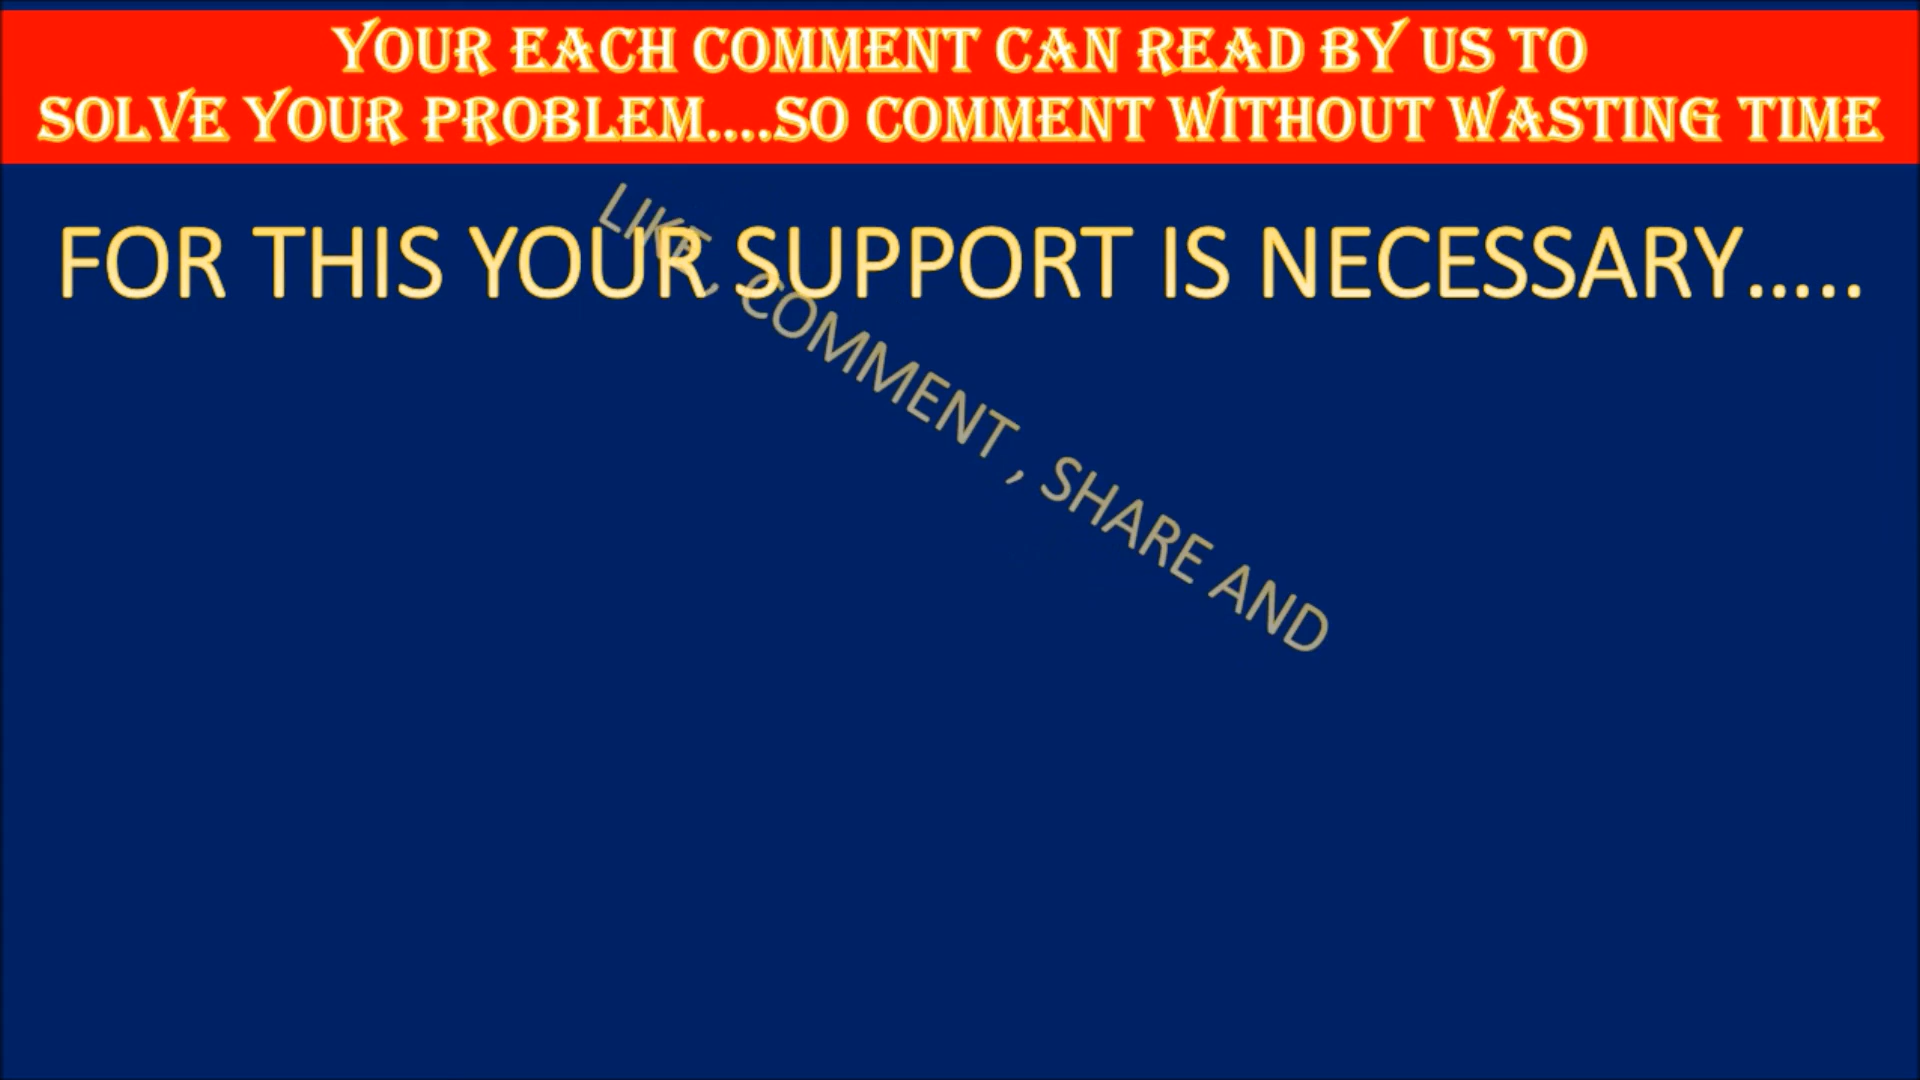 YOUR EACH COMMENT CAN READ BY US TO
SOLVE YOUR PROBLEM....SO COMMENT WITHOUT WASTING TIME
FOR THIS YOUR SUPPORT IS NECESSARY.....
LIKE, COMMENT , SHARE AND